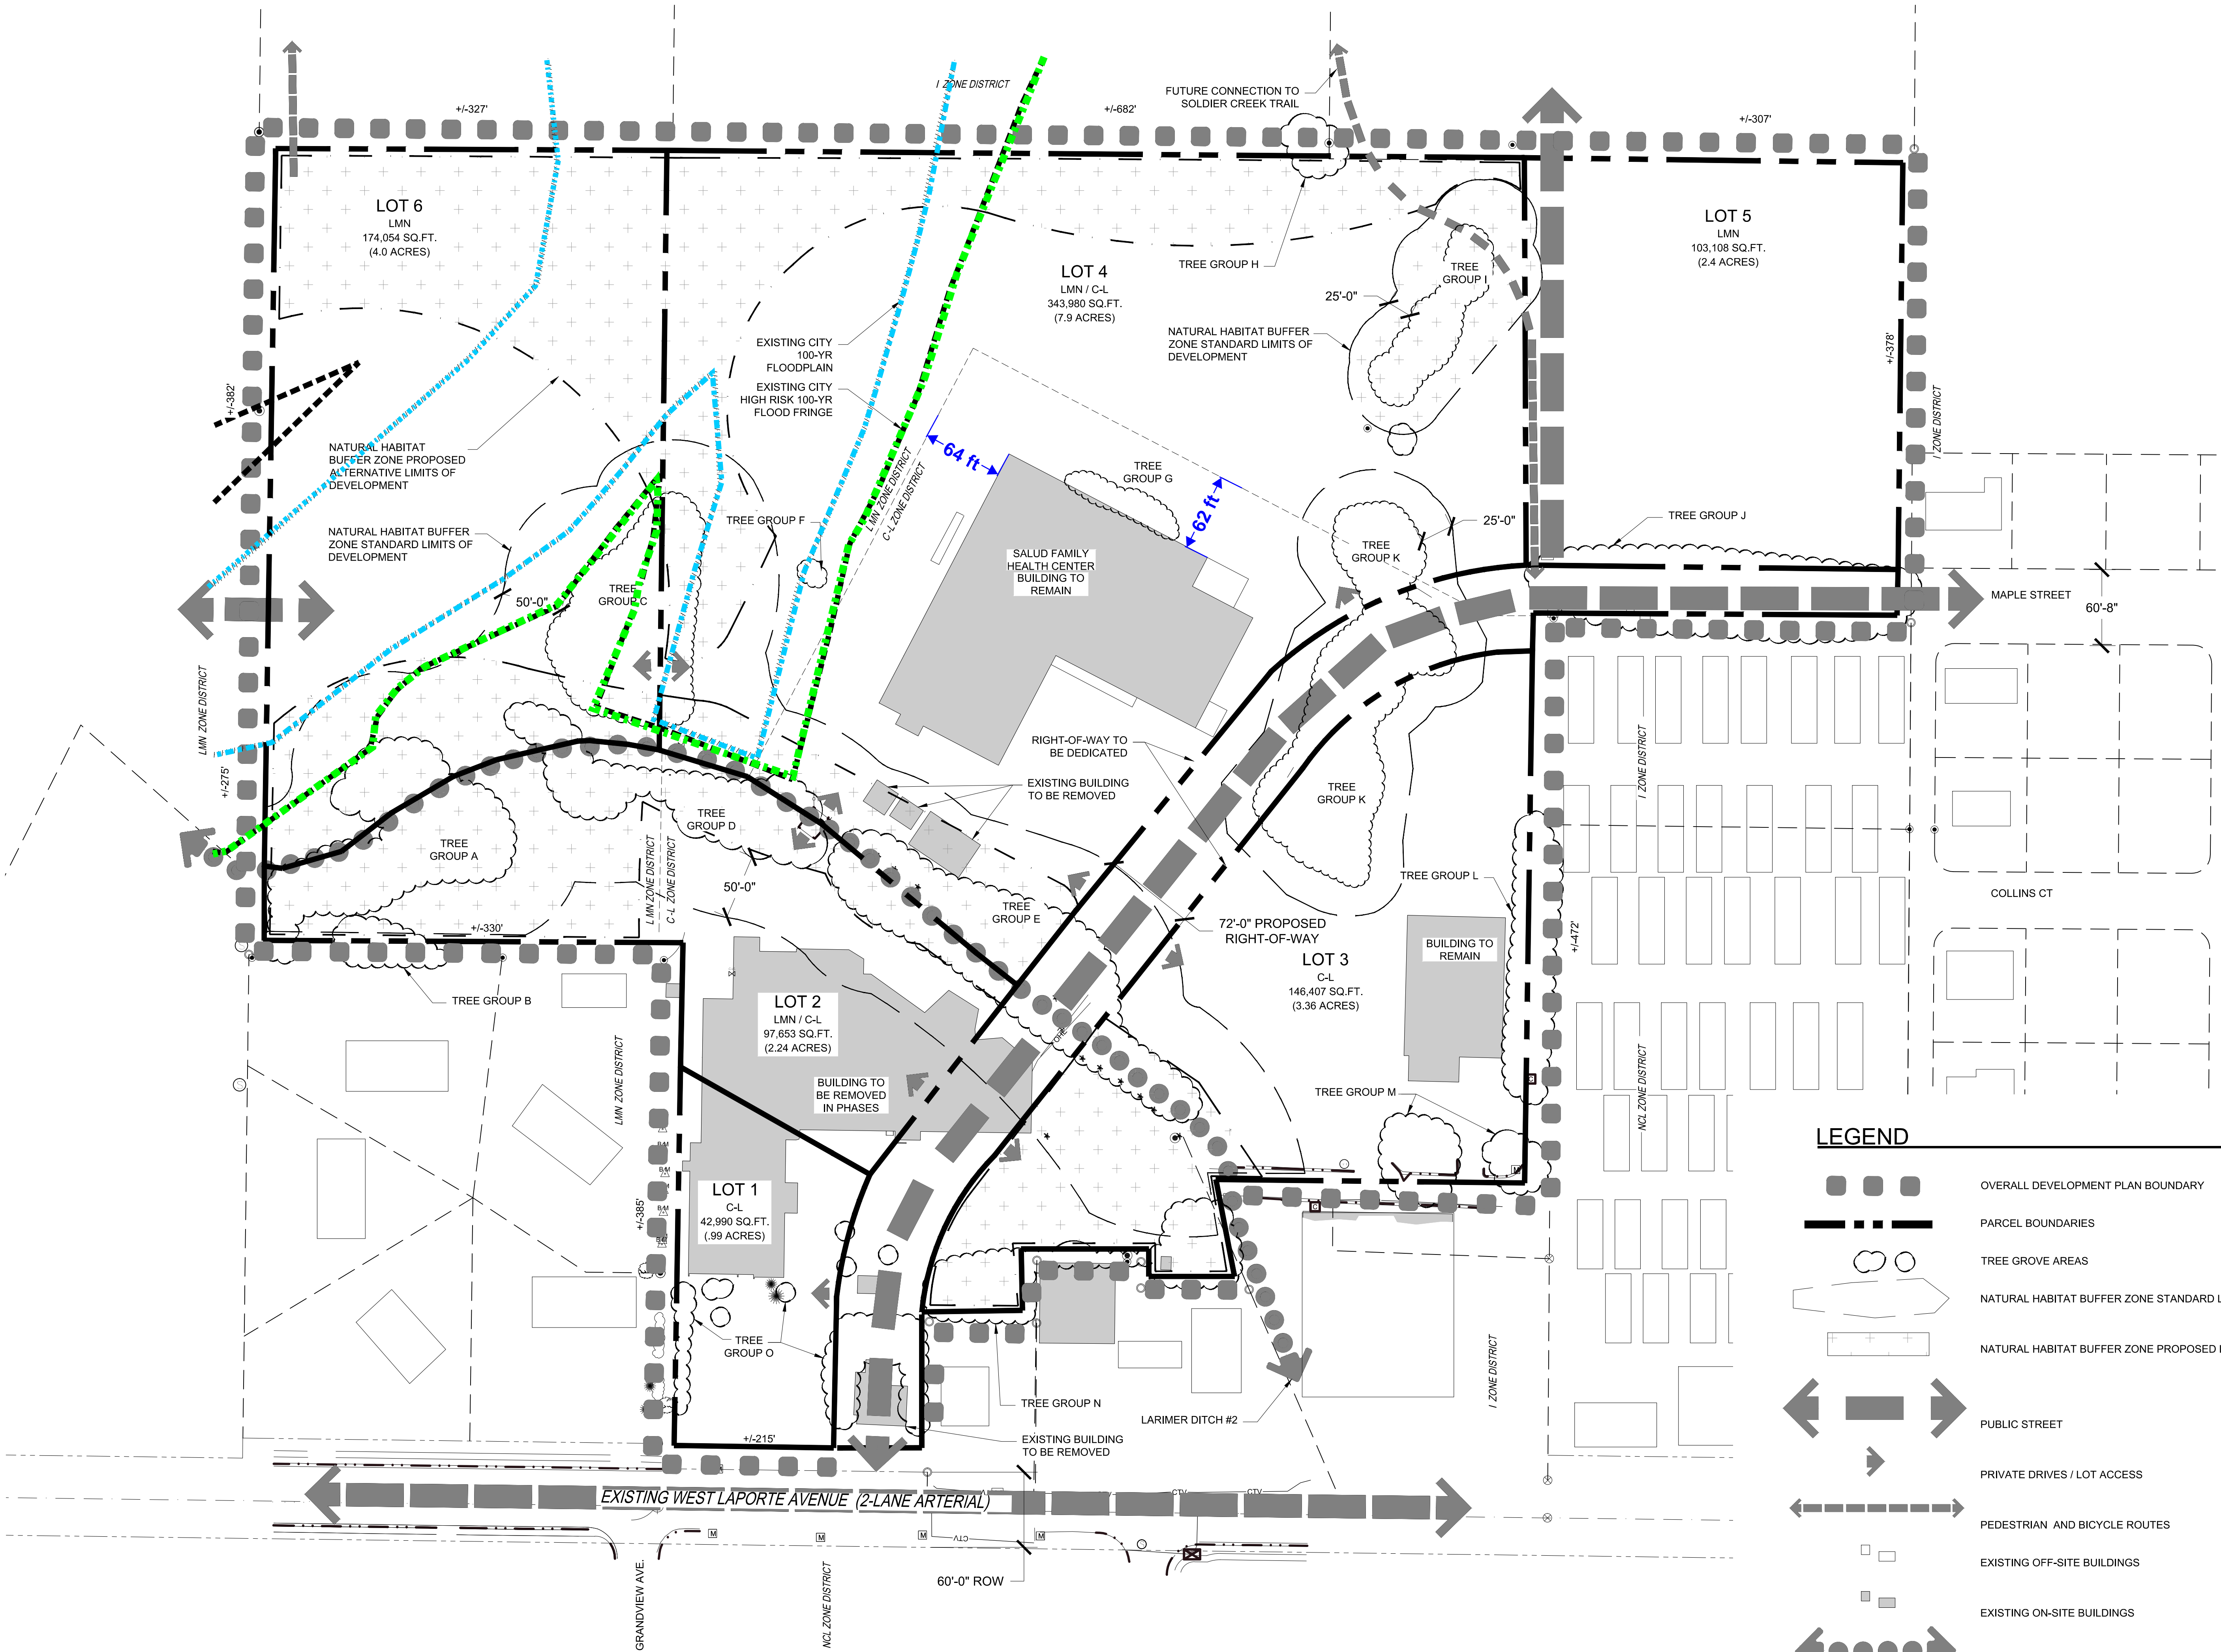 I ZONE DISTRICT
FUTURE CONNECTION TO
SOLDIER CREEK TRAIL
+/-327'
+/-682'
+/-307'
LOT 6
LMN
174,054 SQ.FT.
(4.0 ACRES)
LOT 4
LMN / C-L
343,980 SQ.FT.
(7.9 ACRES)
LOT 5
LMN
103,108 SQ.FT.
(2.4 ACRES)
TREE GROUP H
TREE
GROUP I
25'-0"
NATURAL HABITAT BUFFER
ZONE STANDARD LIMITS OF
DEVELOPMENT
EXISTING CITY
100-YR
FLOODPLAIN
EXISTING CITY
HIGH RISK 100-YR
FLOOD FRINGE
+/-382'
+/-378'
I ZONE DISTRICT
NATURAL HABITAT
BUFFER ZONE PROPOSED
ALTERNATIVE LIMITS OF
DEVELOPMENT
64 ft
LMN ZONE DISTRICT
C-L ZONE DISTRICT
TREE
GROUP G
62 ft
TREE GROUP F
25'-0"
TREE GROUP J
NATURAL HABITAT BUFFER
ZONE STANDARD LIMITS OF
DEVELOPMENT
SALUD FAMILY
HEALTH CENTER
BUILDING TO
REMAIN
TREE
GROUP K
50'-0"
TREE
GROUP C
MAPLE STREET
60'-8"
LMN ZONE DISTRICT
+/-275'
RIGHT-OF-WAY TO
BE DEDICATED
I ZONE DISTRICT
EXISTING BUILDING
TO BE REMOVED
TREE
GROUP K
TREE
GROUP D
TREE
GROUP A
LMN ZONE DISTRICT
C-L ZONE DISTRICT
50'-0"
TREE GROUP L
COLLINS CT
TREE
GROUP E
72'-0" PROPOSED
RIGHT-OF-WAY
+/-330'
BUILDING TO
REMAIN
+/-472'
LOT 3
C-L
146,407 SQ.FT.
(3.36 ACRES)
TREE GROUP B
LOT 2
LMN / C-L
97,653 SQ.FT.
(2.24 ACRES)
OHE
LMN ZONE DISTRICT
BUILDING TO
BE REMOVED
IN PHASES
TREE GROUP M
NCL ZONE DISTRICT
LOT 1
C-L
42,990 SQ.FT.
(.99 ACRES)
+/-385'
M
C
TREE
GROUP O
I ZONE DISTRICT
TREE GROUP N
LARIMER DITCH #2
EXISTING BUILDING
TO BE REMOVED
+/-215'
EXISTING WEST LAPORTE AVENUE (2-LANE ARTERIAL)
CTV
CTV
M
M
M
M
CTV
60'-0" ROW
GRANDVIEW AVE.
NCL ZONE DISTRICT
LEGEND
OVERALL DEVELOPMENT PLAN BOUNDARY
PARCEL BOUNDARIES
TREE GROVE AREAS
NATURAL HABITAT BUFFER ZONE STANDARD
NATURAL HABITAT BUFFER ZONE PROPOSED
PUBLIC STREET
PRIVATE DRIVES / LOT ACCESS
PEDESTRIAN AND BICYCLE ROUTES
EXISTING OFF-SITE BUILDINGS
EXISTING ON-SITE BUILDINGS